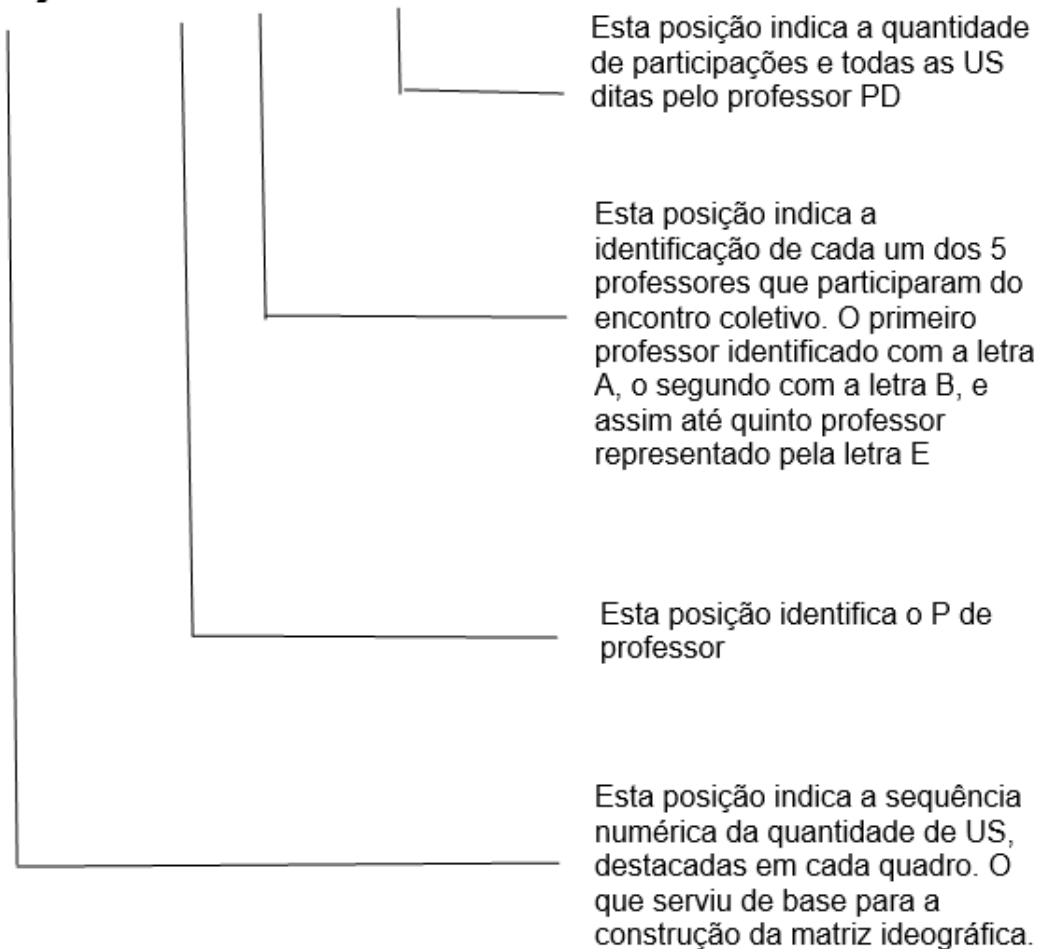 Esta posição indica a quantidade
de participações e todas as US
ditas pelo professor PD
Esta posição indica a
identificação de cada um dos 5
professores que participaram do
encontro coletivo. O primeiro
professor identificado com a letra
A, o segundo com a letra B, e
assim até quinto professor
representado pela letra E
Esta posição identifica o P de
professor
Esta posição indica a sequência
numérica da quantidade de US,
destacadas em cada quadro. O
que serviu de base para a
construção da matriz ideográfica.